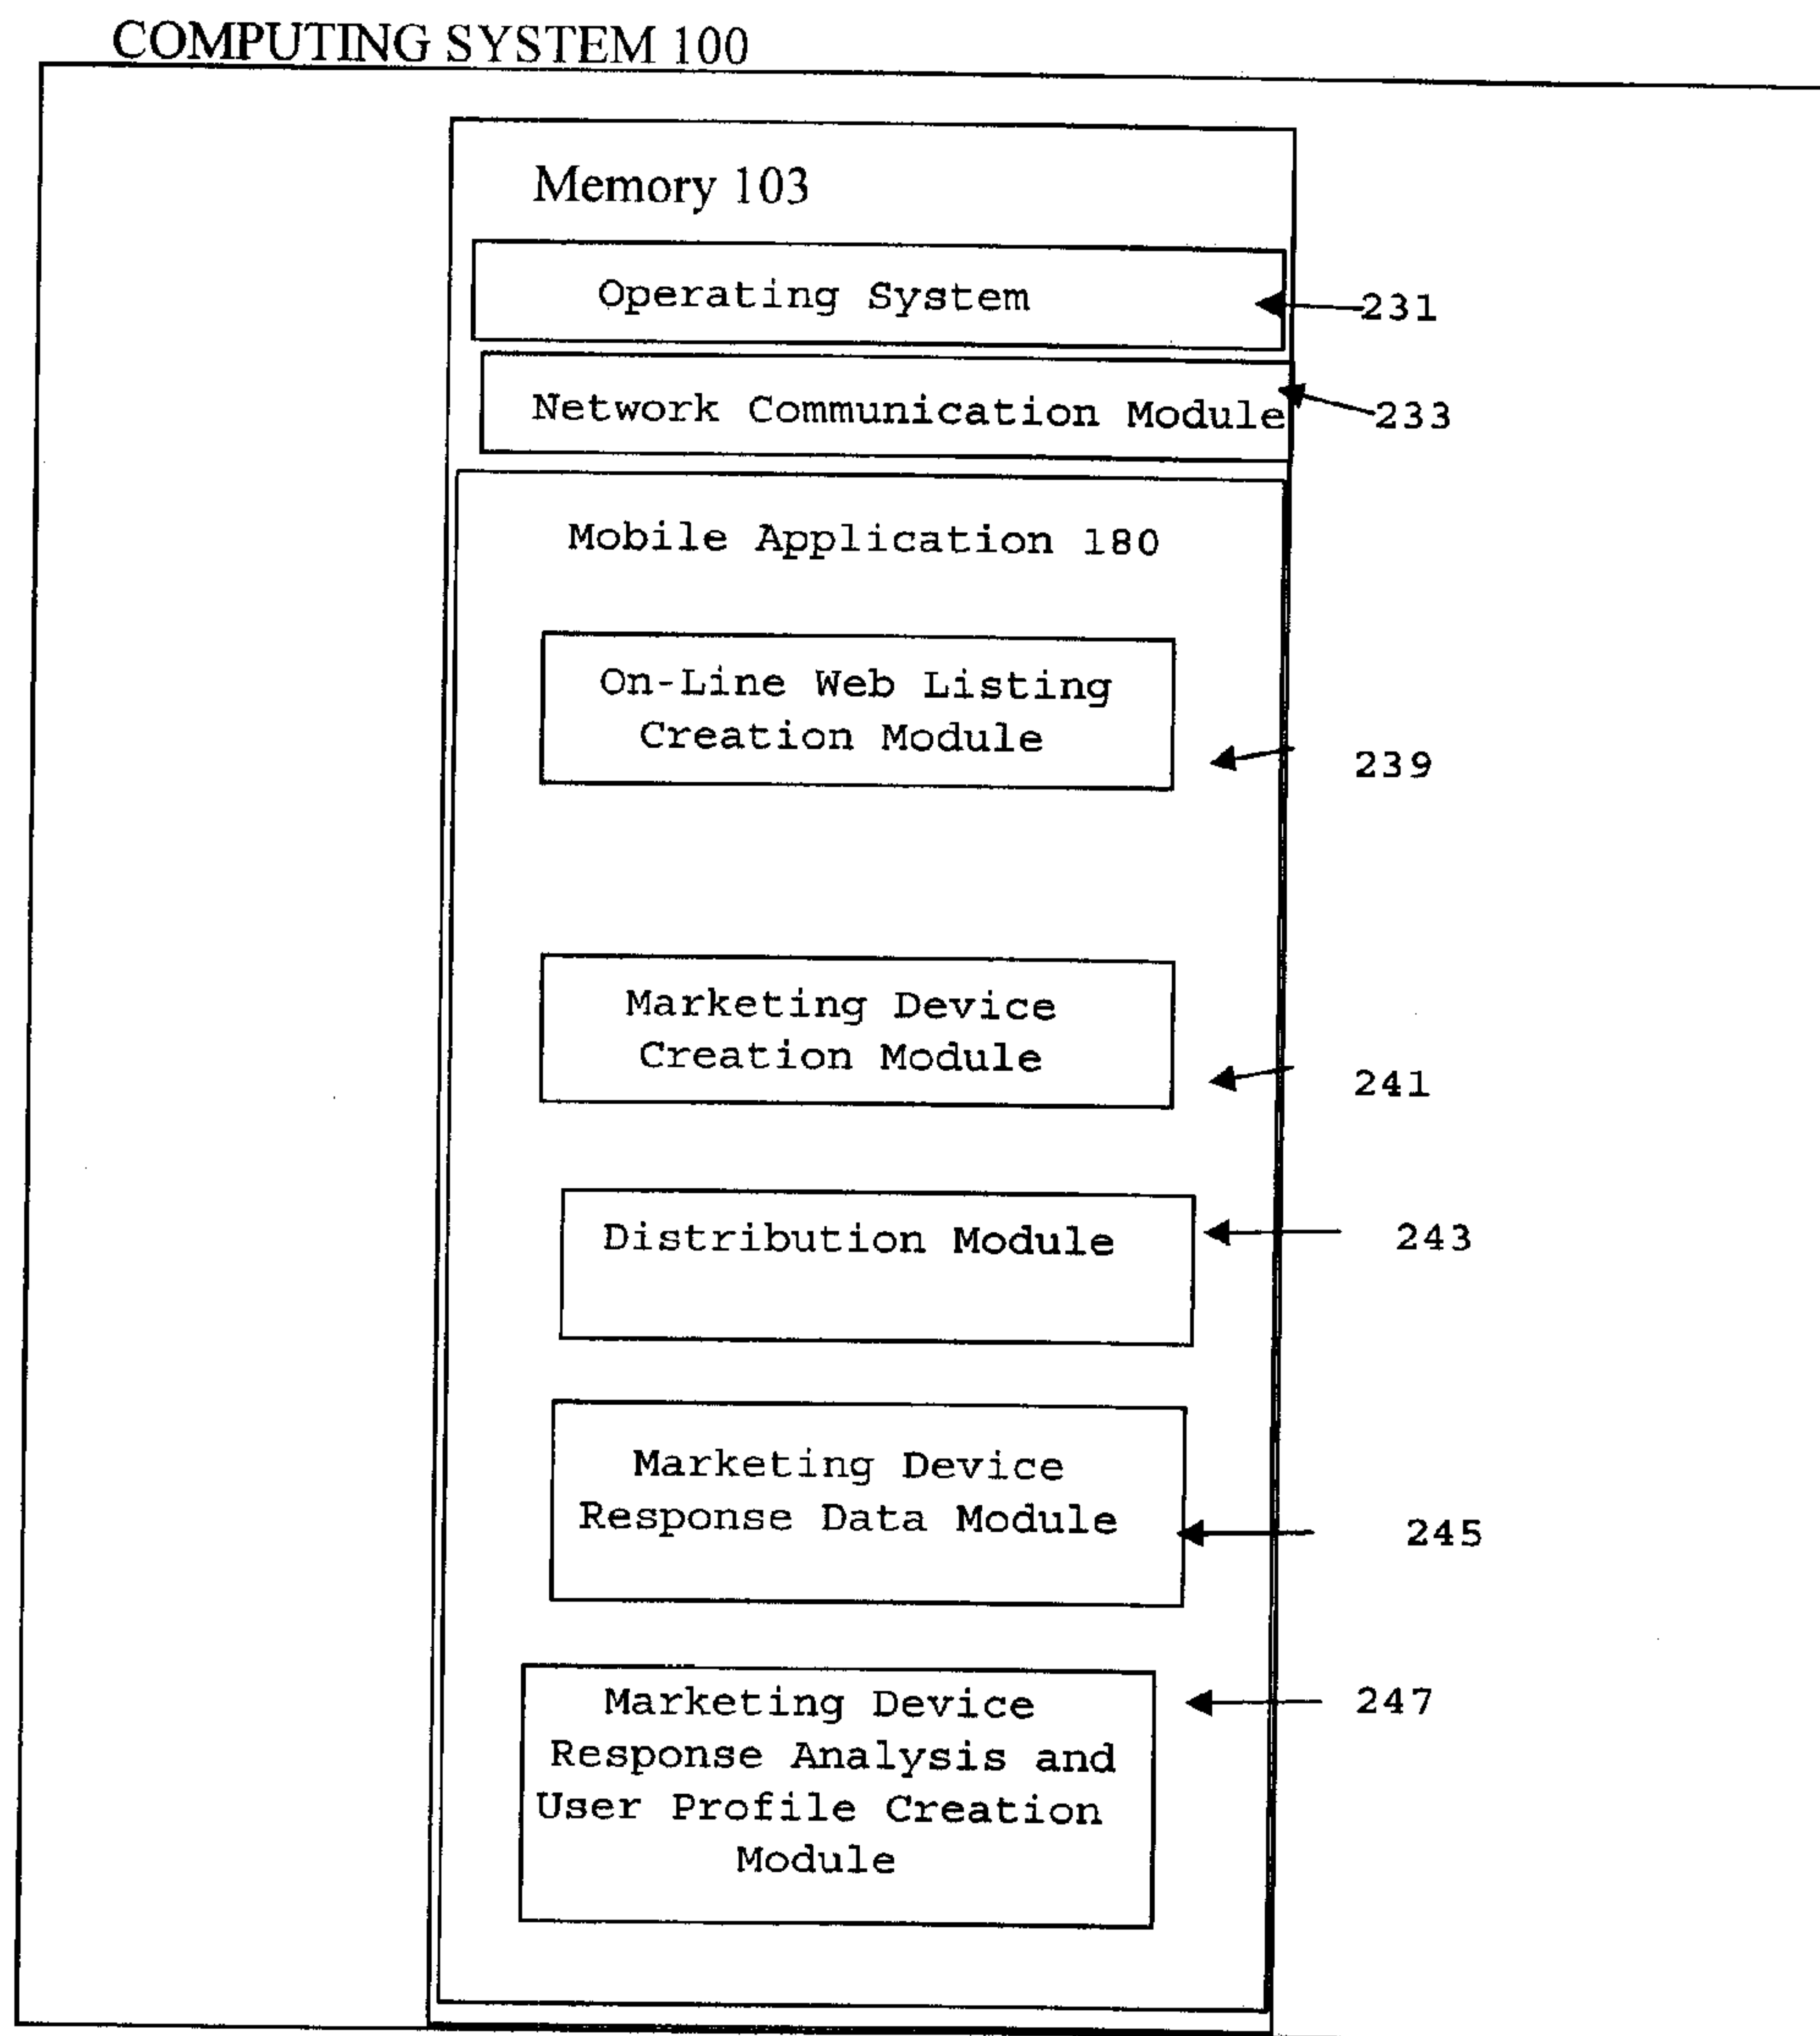 COMPUTING SYSTEM 100
Memory 103
Operating System
231
Network Communication Module
233
Mobile Application 180
On-Line Web Listing
Creation Module
239
Marketing Device
Creation Module
241
Distribution Module
243
Marketing Device
Response Data Module
245
Marketing Device
Response Analysis and
User Profile Creation
Module
247